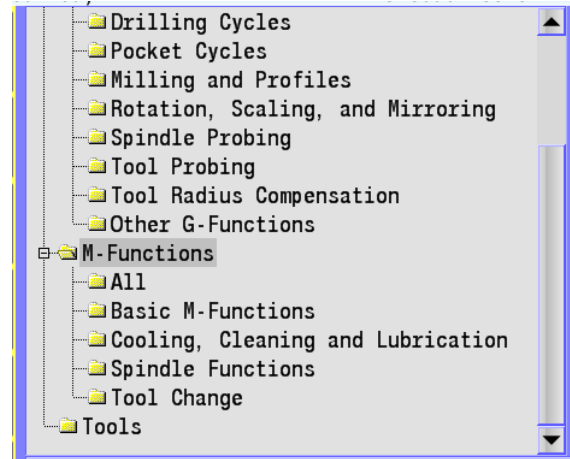 Drilling Cycles
Pocket Cycles
Milling and Profiles
Rotation, Scaling, and Mirroring
Spindle Probing
Tool Probing
Tool Radius Compensation
Other G-Functions
M-Functions
All
Basic M-Functions
Cooling, Cleaning and Lubrication
Spindle Functions
Tool Change
Tools